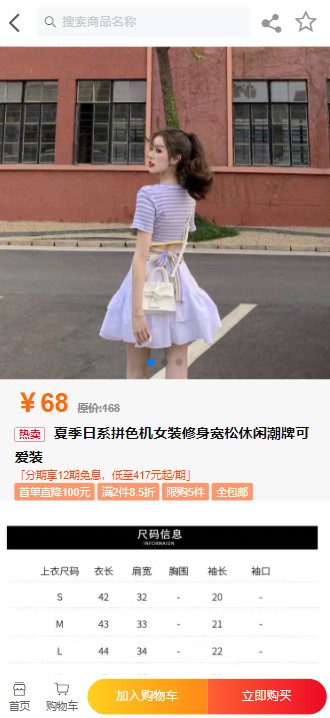 搜索商品名称
￥68 原价:168
热卖 夏季日系拼色机女装修身宽松休闲潮牌可
爱装
「分期享12期免息，低至417元起/期」
首单直降100元 满2件8.5折 限购5件 全包邮
尺码信息
上衣尺码 衣长 肩宽 胸围 袖长 袖口
S 42 32 - 20 -
M 43 33 - 21 -
L 44 34 - 22 -
首页 购物车 加入购物车 立即购买